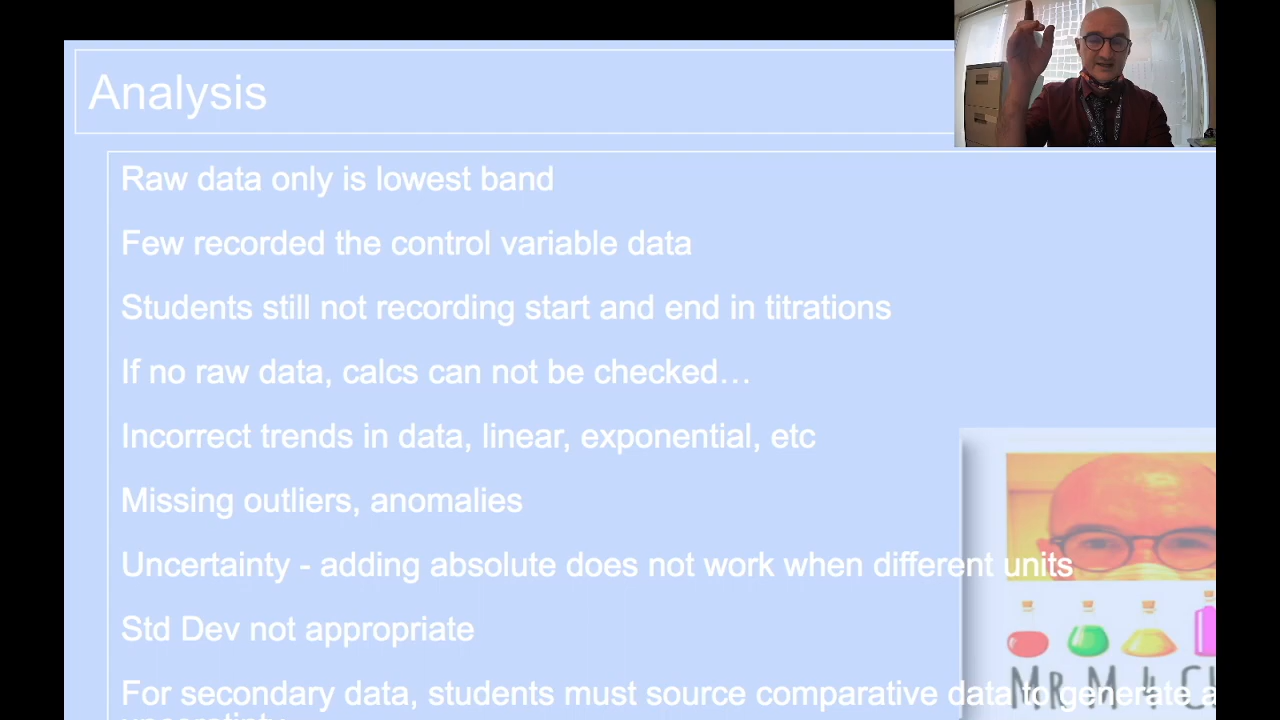 Analysis
Raw data only is lowest band
Few recorded the control variable data
Students still not recording start and end in titrations
If no raw data, calcs can not be checked…
Incorrect trends in data, linear, exponential, etc
Missing outliers, anomalies
Uncertainty - adding absolute does not work when different units
Std Dev not appropriate
For secondary data, students must source comparative data to generate a
MR M 4